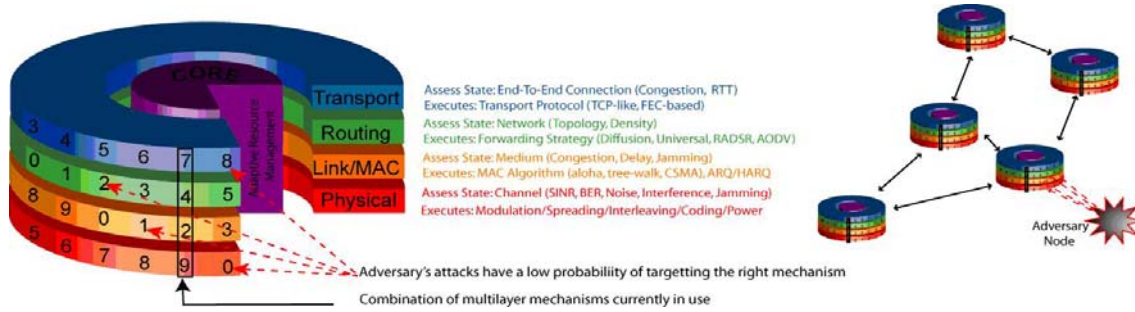 CORE
Adaptive Resource
Management
Transport
Routing
Link/MAC
Physical
3 4 5 6 7 8
0 1 2 3 4 5
8 9 0 1 2 3
5 6 7 8 9 0
Assess State: End-To-End Connection (Congestion, RTT)
Executes: Transport Protocol (TCP-like, FEC-based)
Assess State: Network (Topology, Density)
Executes: Forwarding Strategy (Diffusion, Universal, RADSR, AODV)
Assess State: Medium (Congestion, Delay, Jamming)
Executes: MAC Algorithm (aloha, tree-walk, CSMA), ARQ/HARQ
Assess State: Channel (SINR, BER, Noise, Interference, Jamming)
Executes: Modulation/Spreading/Interleaving/Coding/Power
Adversary's attacks have a low probabiliity of targetting the right mechanism
Combination of multilayer mechanisms currently in use
Adversary
Node